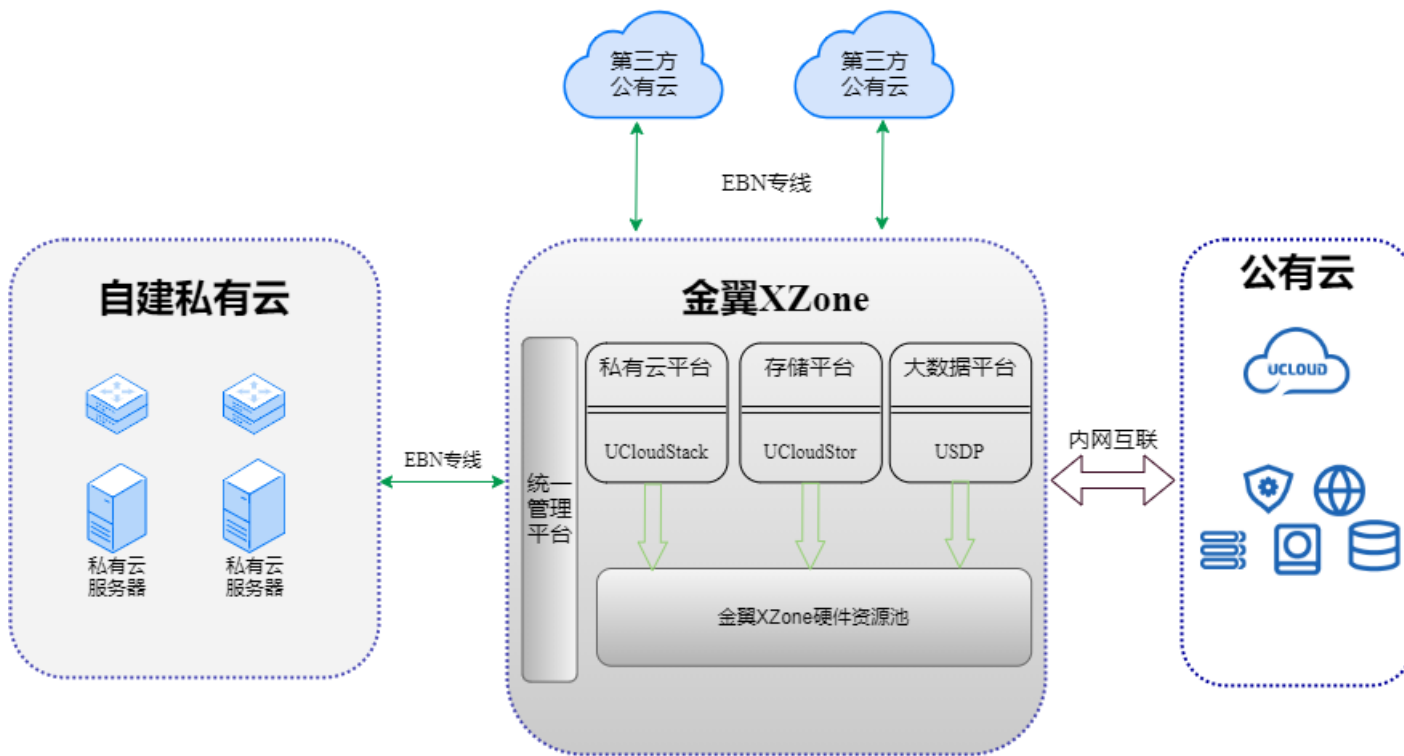 第三方
公有云
第三方
公有云
EBN专线
自建私有云
私有云
服务器
私有云
服务器
EBN专线
金翼XZone
统一
管理
平台
私有云平台
UCloudStack
存储平台
UCloudStor
大数据平台
USDP
金翼XZone硬件资源池
内网互联
公有云
UCLOUD